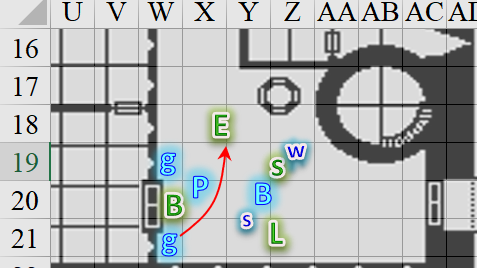 U V W X Y Z AA AB AC AD
16
17
18 E
19 g S w
20 P B B
21 g s L